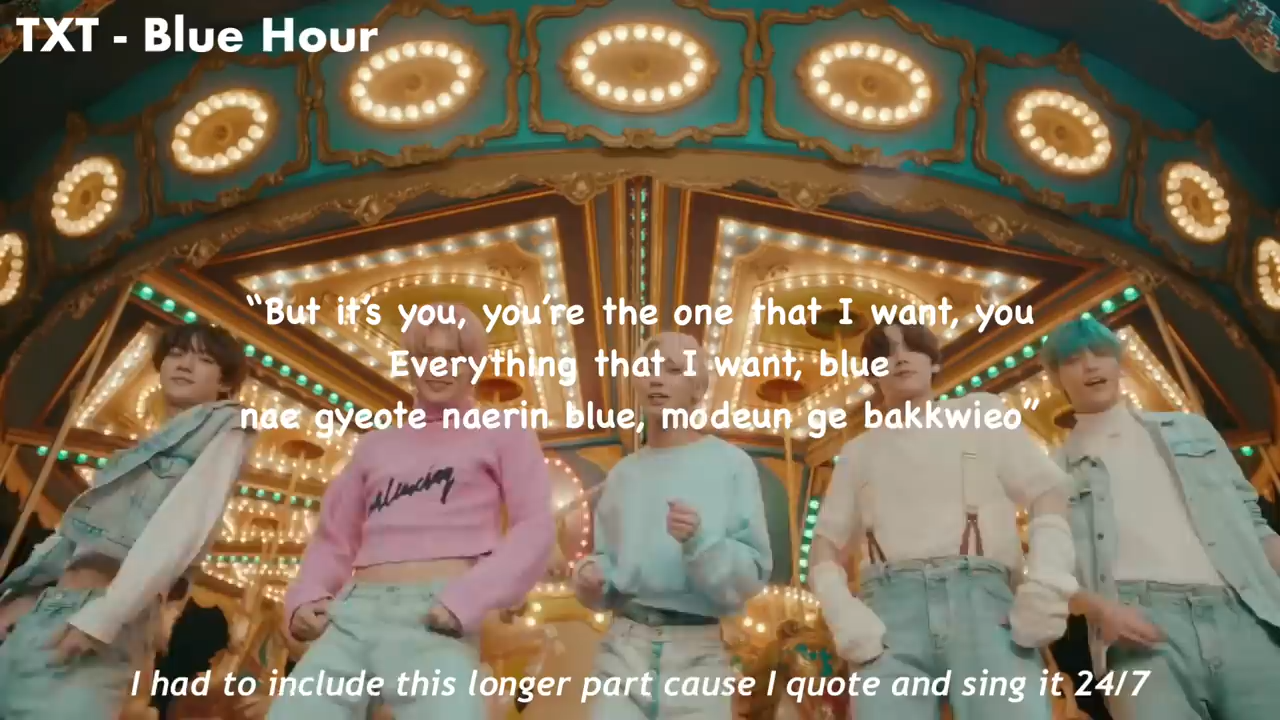 TXT - Blue Hour
“But it's you, you're the one that I want, you
Everything that I want, blue
nae gyeote naerin blue, modeun ge bakkwieo”
I had to include this longer part cause I quote and sing it 24/7